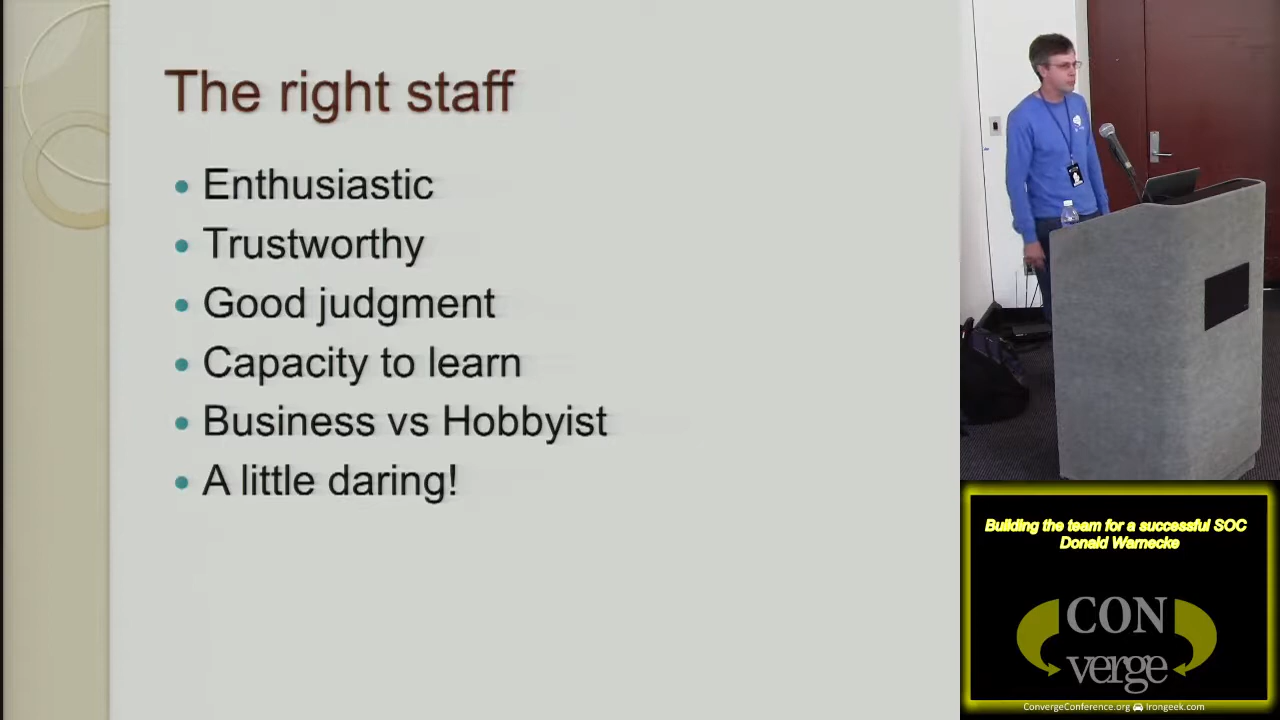 The right staff
Enthusiastic
Trustworthy
Good judgment
Capacity to learn
Business vs Hobbyist
A little daring!
Building the team for a successful SOC
Donald Warnecke
CON
verge
ConvergeConference.org Irongeek.com